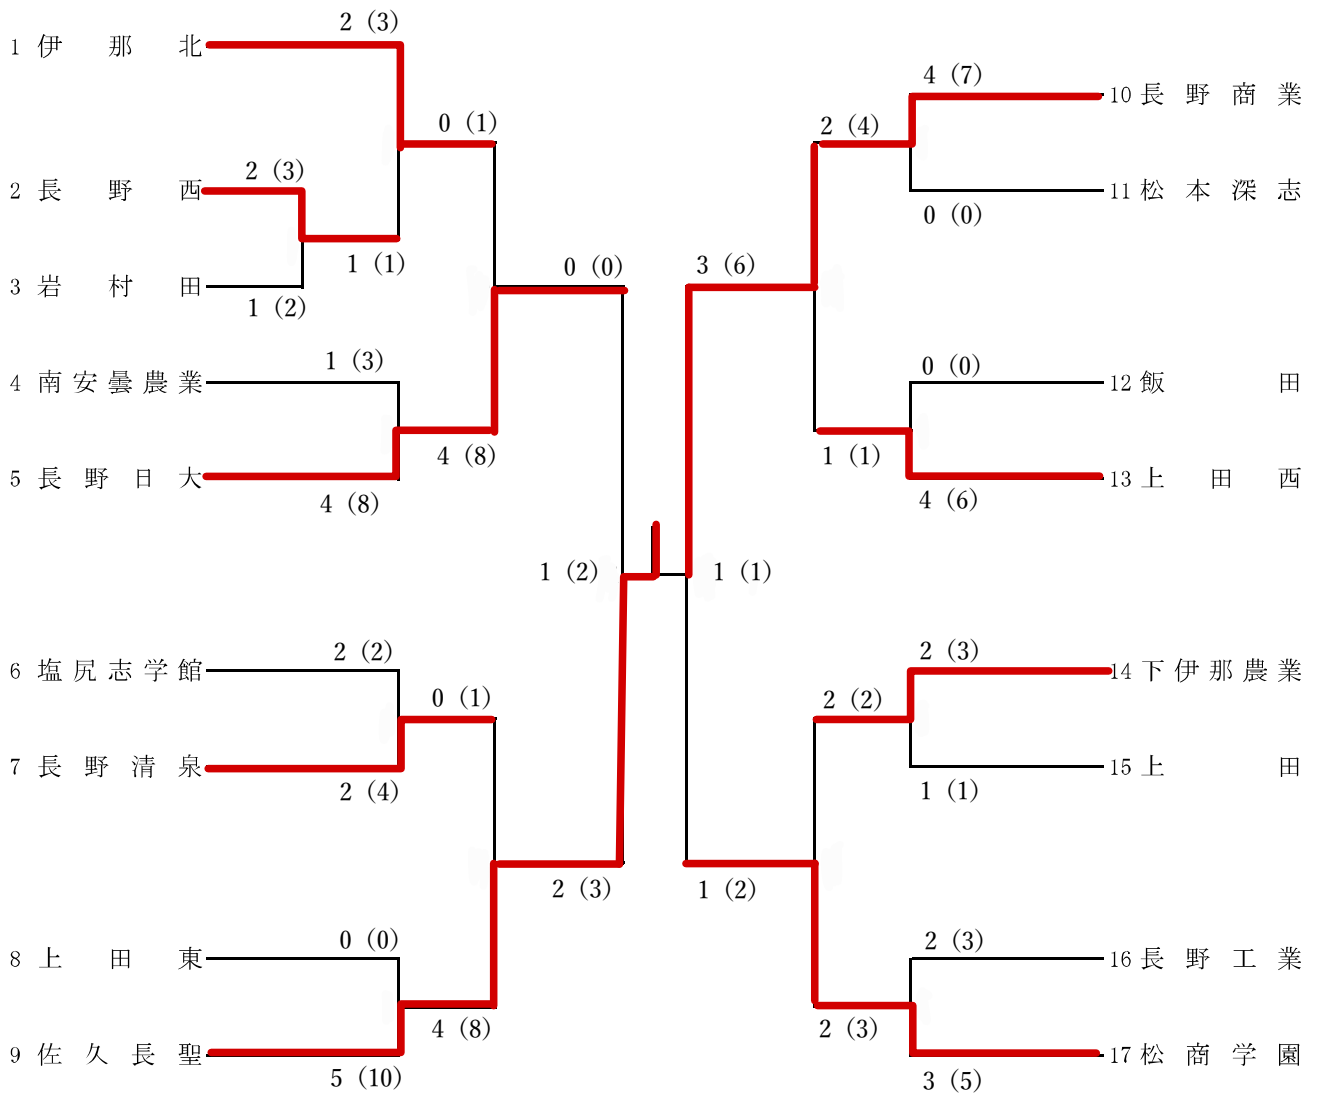 2 (3)
1 伊那北
0 (1)
2 (3)
2 長野西
1 (1)
3 岩村田
1 (2)
0 (0)
1 (3)
4 南安曇農業
4 (8)
5 長野日大
4 (8)
1 (2)
2 (2)
6 塩尻志学館
0 (1)
7 長野清泉
2 (4)
2 (3)
0 (0)
8 上田東
4 (8)
9 佐久長聖
5 (10)
4 (7)
10 長野商業
2 (4)
11 松本深志
0 (0)
3 (6)
0 (0)
12 飯田
1 (1)
13 上田西
4 (6)
1 (1)
2 (3)
14 下伊那農業
2 (2)
15 上田
1 (1)
1 (2)
2 (3)
16 長野工業
2 (3)
17 松商学園
3 (5)